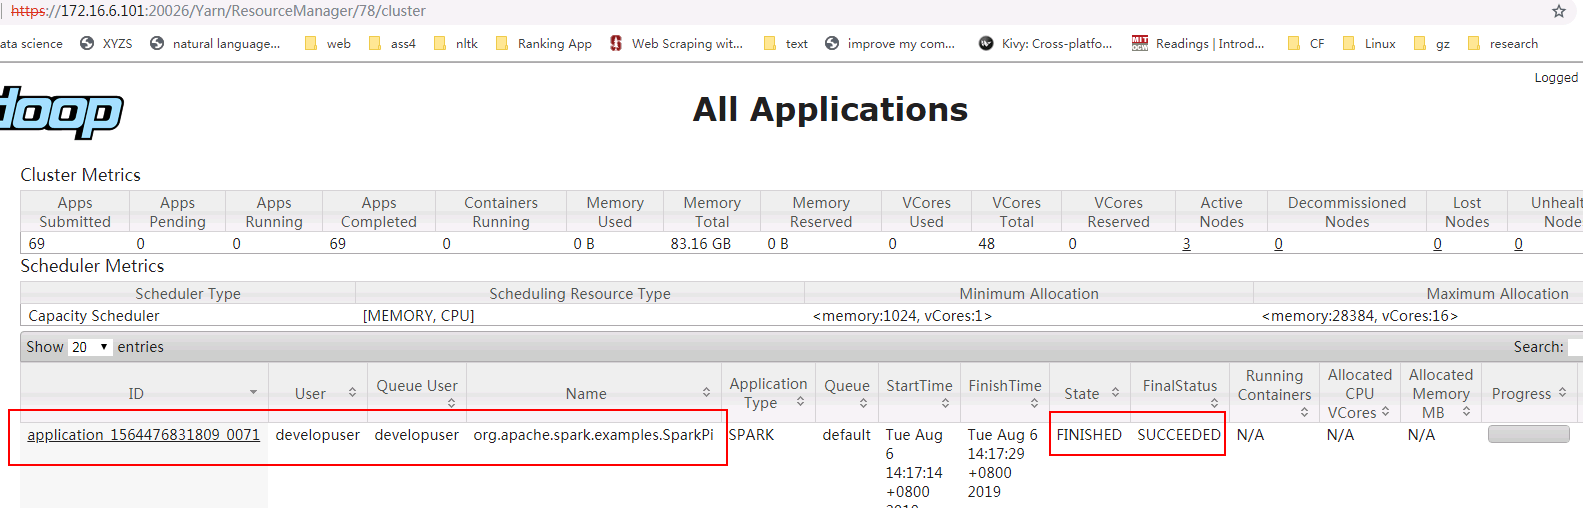 https://172.16.6.101:20026/Yarn/ResourceManager/78/cluster
ata science XYZS natural language... web ass4 nltk Ranking App Web Scraping wit... text improve my com... Kivy: Cross-platfo... Readings | Introd... CF Linux gz research
Logged
doop
All Applications
Cluster Metrics
Apps Submitted Apps Pending Apps Running Apps Completed Containers Running Memory Used Memory Total Memory Reserved VCores Used VCores Total VCores Reserved Active Nodes Decommissioned Nodes Lost Nodes Unhealt Node
69 0 0 69 0 0 B 83.16 GB 0 B 0 48 0 3 0 0 0
Scheduler Metrics
Scheduler Type Scheduling Resource Type Minimum Allocation Maximum Allocation
Capacity Scheduler [MEMORY, CPU] <memory:1024, vCores:1> <memory:28384, vCores:16>
Show 20 entries Search:
ID User Queue User Name Application Type Queue StartTime FinishTime State FinalStatus Running Containers Allocated CPU VCores Allocated Memory MB Progress
application_1564476831809_0071 developuser developuser org.apache.spark.examples.SparkPi SPARK default Tue Aug 6 14:17:14 +0800 2019 Tue Aug 6 14:17:29 +0800 2019 FINISHED SUCCEEDED N/A N/A N/A